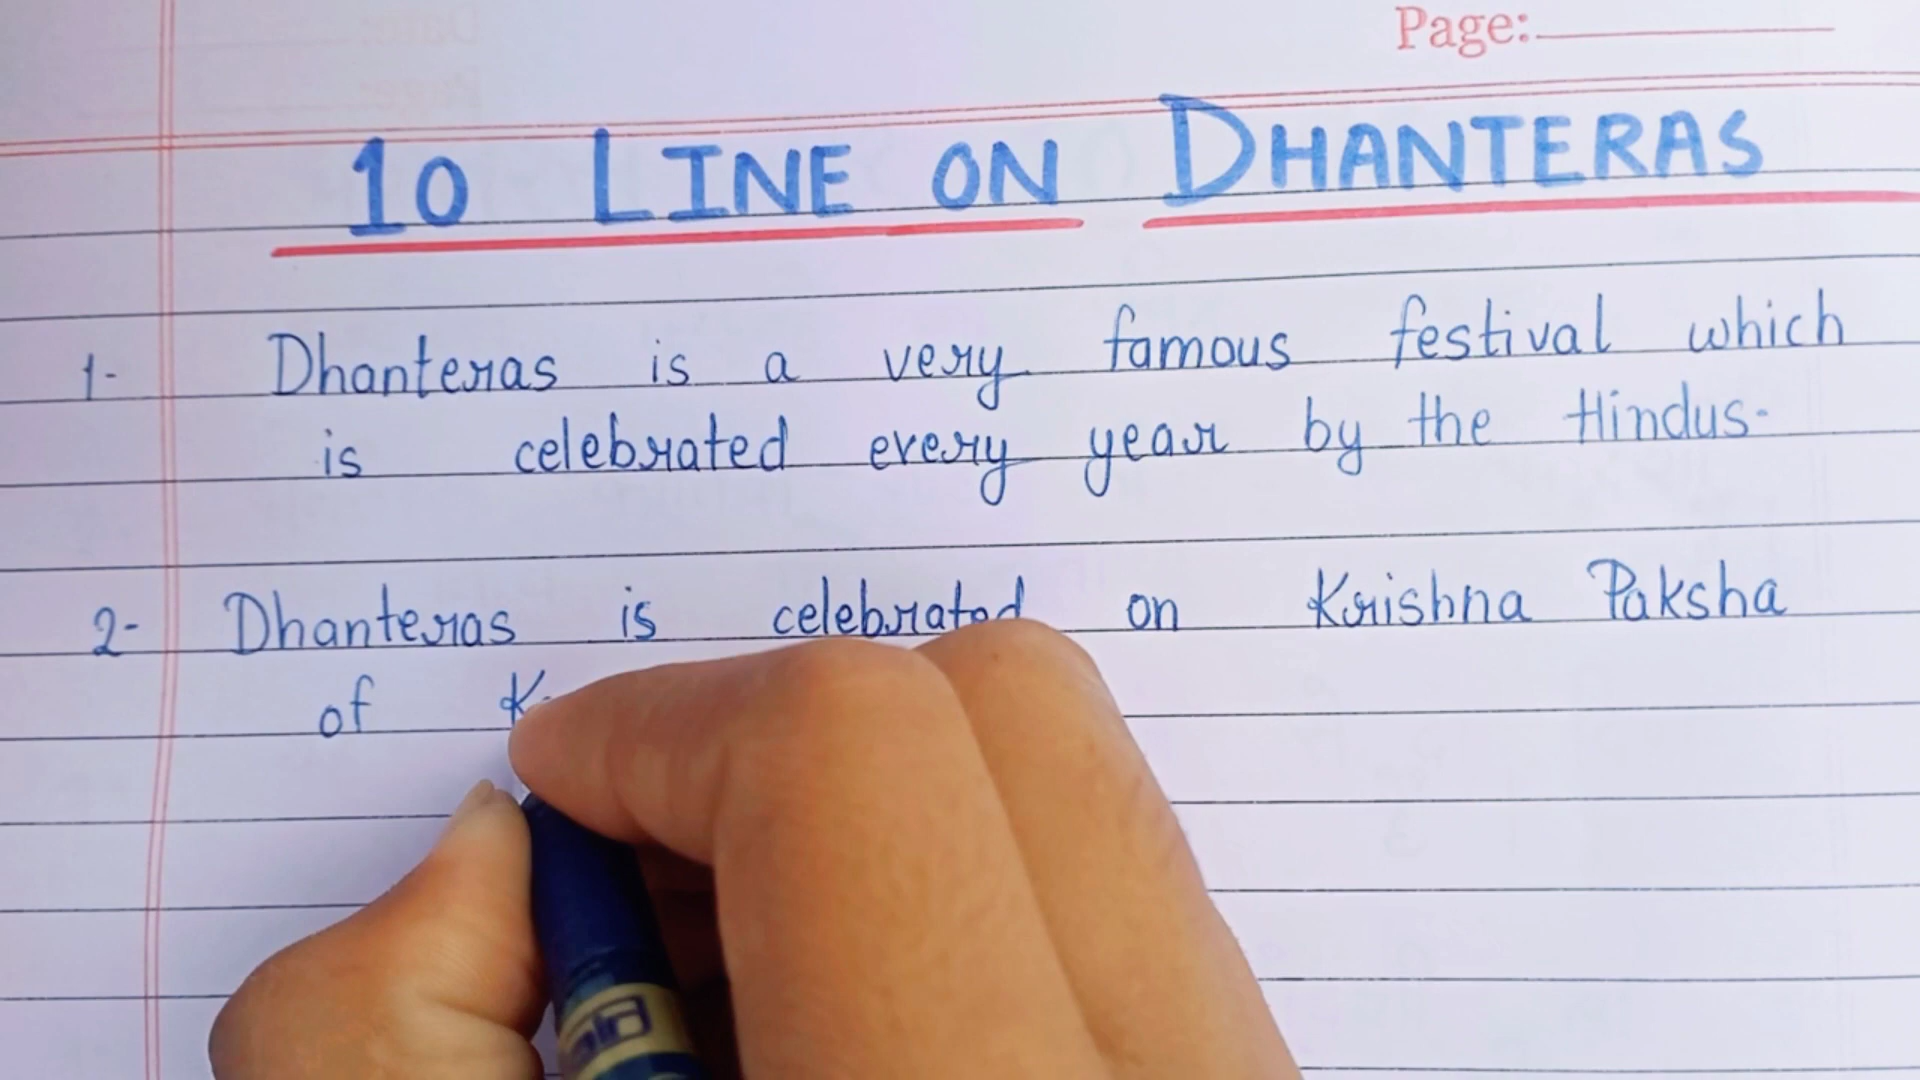 Page:
10 LINE ON DHANTERAS
1- Dhanteras is a very famous festival which
is celebrated every year by the Hindus.
2- Dhanteras is celebrated on Krishna Paksha
of